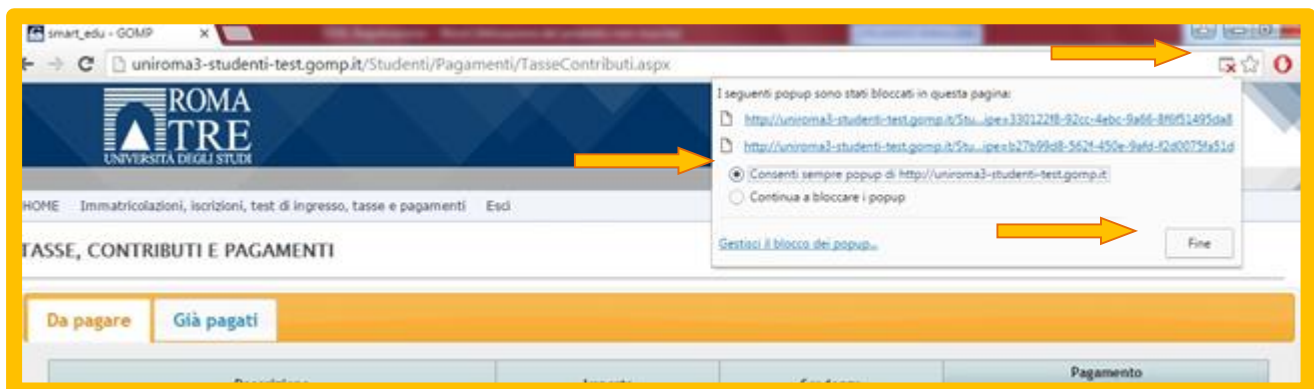 smart_edu - GOMP
uniroma3-studenti-test.gomp.it/Studenti/Pagamenti/TasseContributi.aspx
ROMA
TRE
UNIVERSITÀ DEGLI STUDI
I seguenti popup sono stati bloccati in questa pagina:
http://uniroma3-studenti-test.gomp.it/Stu...ipe=330122f8-92cc-4ebc-9a66-8f6f51495da8
http://uniroma3-studenti-test.gomp.it/Stu...ipe=b27b99d8-562f-450e-9afd-f2d0075fa51d
Consenti sempre popup di http://uniroma3-studenti-test.gomp.it
Continua a bloccare i popup
Gestisci il blocco dei popup...
Fine
HOME Immatricolazioni, iscrizioni, test di ingresso, tasse e pagamenti Esci
TASSE, CONTRIBUTI E PAGAMENTI
Da pagare Già pagati
Pagamento